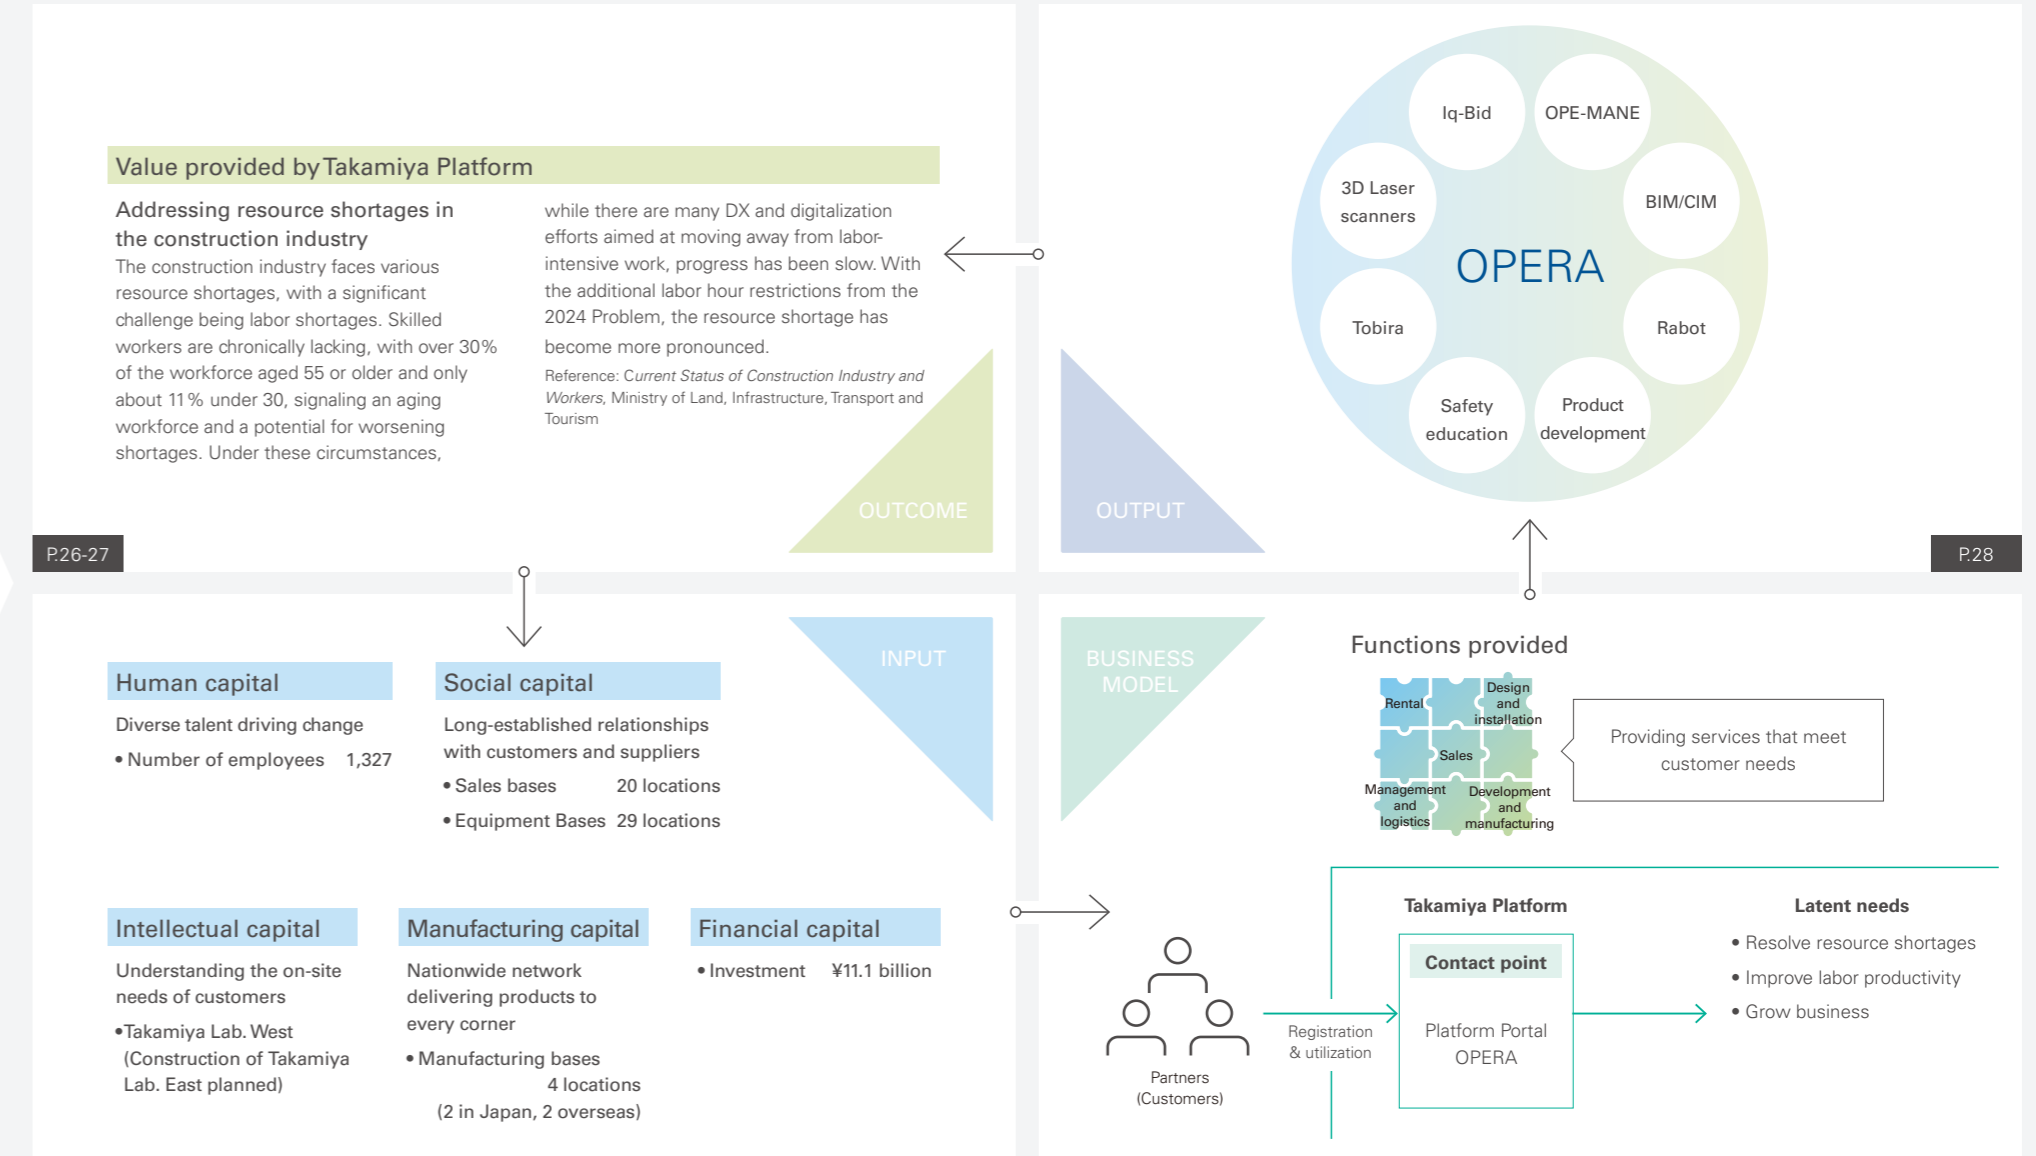 Value provided by Takamiya Platform
Addressing resource shortages in
the construction industry
The construction industry faces various
resource shortages, with a significant
challenge being labor shortages. Skilled
workers are chronically lacking, with over 30%
of the workforce aged 55 or older and only
about 11% under 30, signaling an aging
workforce and a potential for worsening
shortages. Under these circumstances,
while there are many DX and digitalization
efforts aimed at moving away from labor-
intensive work, progress has been slow. With
the additional labor hour restrictions from the
2024 Problem, the resource shortage has
become more pronounced.
Reference: Current Status of Construction Industry and
Workers, Ministry of Land, Infrastructure, Transport and
Tourism
OUTCOME
P.26-27
OUTPUT
Iq-Bid
OPE-MANE
3D Laser
scanners
BIM/CIM
OPERA
Tobira
Rabot
Safety
education
Product
development
P.28
INPUT
Human capital
Diverse talent driving change
• Number of employees 1,327
Social capital
Long-established relationships
with customers and suppliers
• Sales bases 20 locations
• Equipment Bases 29 locations
Intellectual capital
Understanding the on-site
needs of customers
•Takamiya Lab. West
(Construction of Takamiya
Lab. East planned)
Manufacturing capital
Nationwide network
delivering products to
every corner
• Manufacturing bases
4 locations
(2 in Japan, 2 overseas)
Financial capital
• Investment ¥11.1 billion
BUSINESS
MODEL
Functions provided
Rental
Design
and
installation
Sales
Management
and
logistics
Development
and
manufacturing
Providing services that meet
customer needs
Partners
(Customers)
Registration
& utilization
Takamiya Platform
Contact point
Platform Portal
OPERA
Latent needs
• Resolve resource shortages
• Improve labor productivity
• Grow business